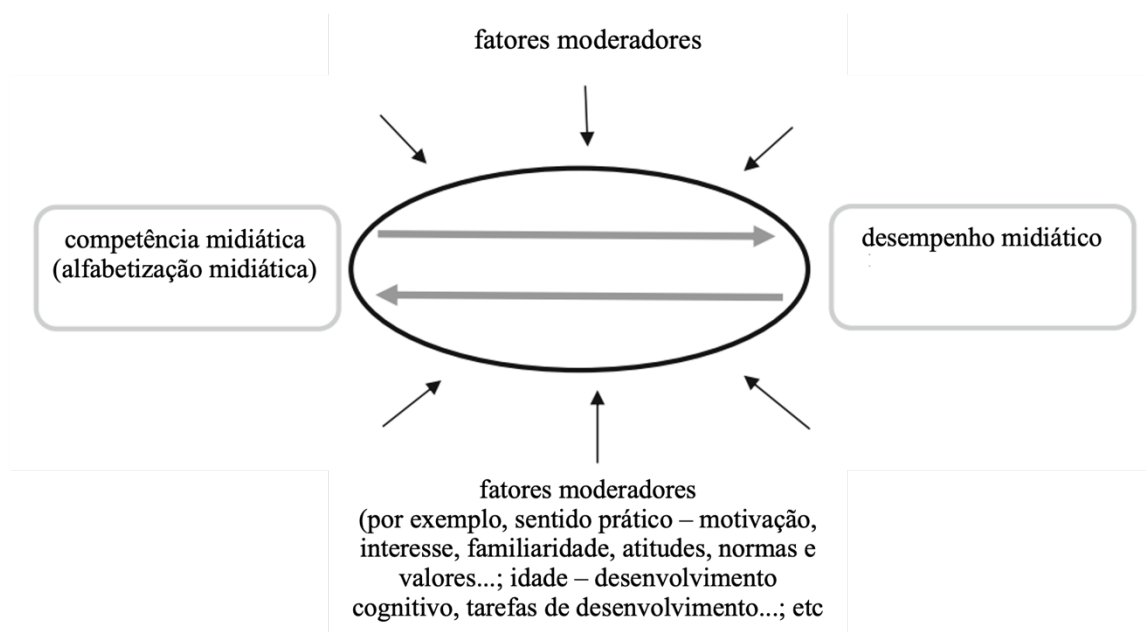 fatores moderadores
competência midiática
(alfabetização midiática)
desempenho midiático
fatores moderadores
(por exemplo, sentido prático – motivação,
interesse, familiaridade, atitudes, normas e
valores...; idade – desenvolvimento
cognitivo, tarefas de desenvolvimento...; etc